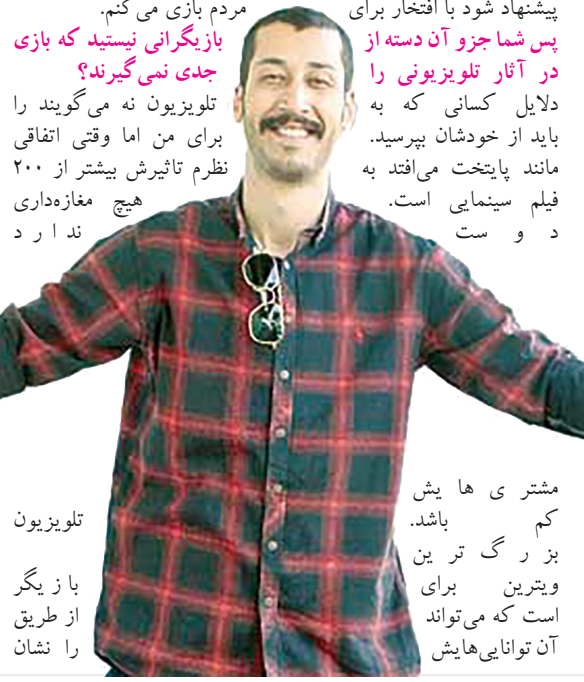 پیشنهاد شود با افتخار برای مردم بازی می‌کنم.
پس شما جزو آن دسته از بازیگرانی نیستید که بازی
در آثار تلویزیونی را جدی نمی‌گیرند؟
دلایل کسانی که به تلویزیون نه می‌گویند را
باید از خودشان بپرسید. برای من اما وقتی اتفاقی
مانند پایتخت می‌افتد به نظرم تاثیرش بیشتر از ۲۰۰
فیلم سینمایی است. هیچ مغازه‌داری
دوست ندارد
مشتری‌هایش
کم باشد. تلویزیون
بزرگ‌ترین
ویترین برای بازیگر
است که می‌تواند از طریق
آن توانایی‌هایش را نشان